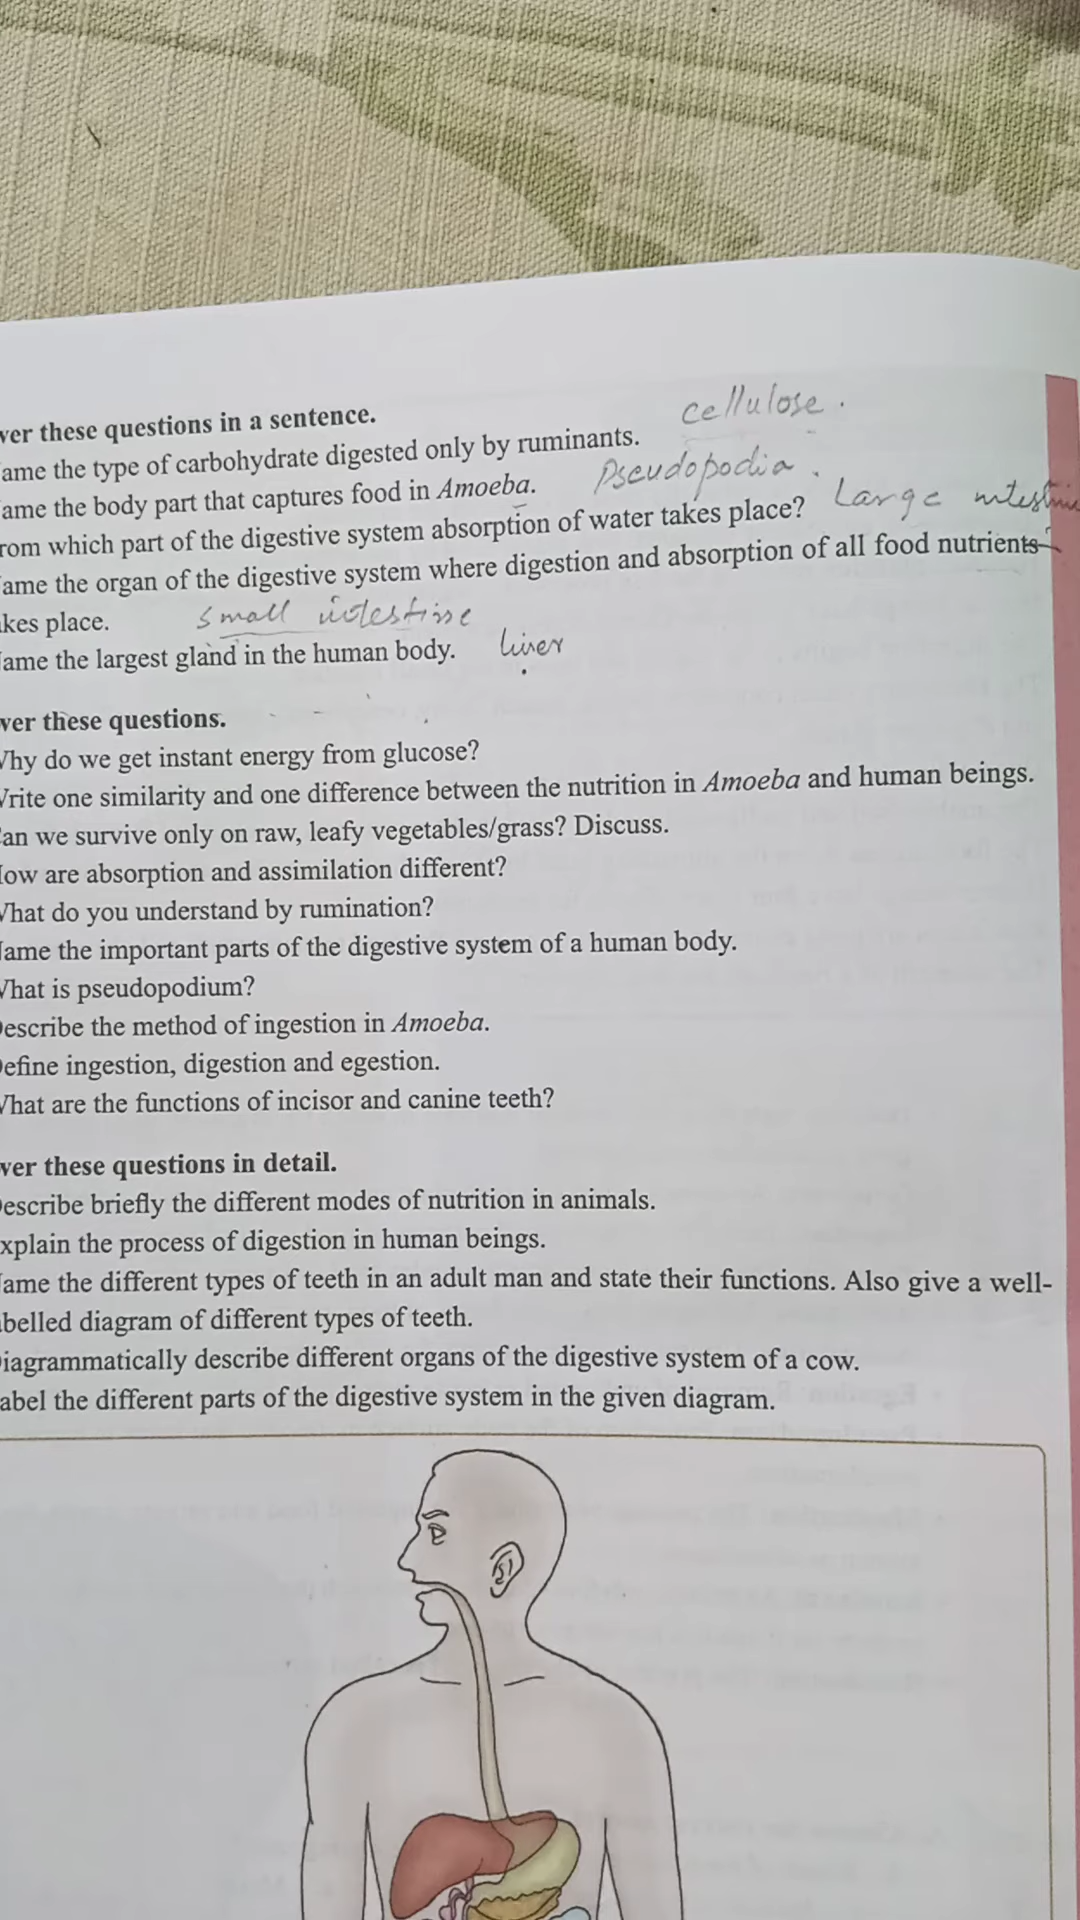 ver these questions in a sentence.
cellulose.
ame the type of carbohydrate digested only by ruminants.
ame the body part that captures food in Amoeba. Pseudopodia.
rom which part of the digestive system absorption of water takes place? Large intestine
ame the organ of the digestive system where digestion and absorption of all food nutrients
kes place. small intestine
ame the largest gland in the human body. liver
ver these questions.
Why do we get instant energy from glucose?
Write one similarity and one difference between the nutrition in Amoeba and human beings.
an we survive only on raw, leafy vegetables/grass? Discuss.
ow are absorption and assimilation different?
What do you understand by rumination?
ame the important parts of the digestive system of a human body.
What is pseudopodium?
escribe the method of ingestion in Amoeba.
efine ingestion, digestion and egestion.
What are the functions of incisor and canine teeth?
ver these questions in detail.
escribe briefly the different modes of nutrition in animals.
xplain the process of digestion in human beings.
ame the different types of teeth in an adult man and state their functions. Also give a well-
belled diagram of different types of teeth.
iagrammatically describe different organs of the digestive system of a cow.
abel the different parts of the digestive system in the given diagram.